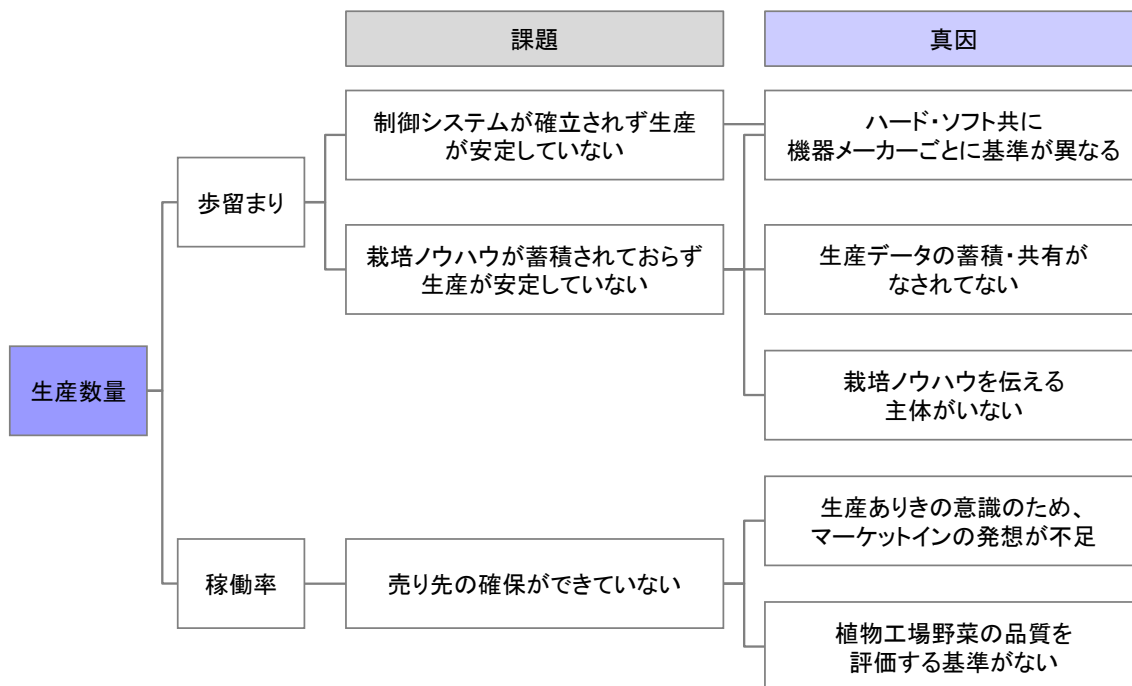 課題
真因
制御システムが確立されず生産
が安定していない
ハード・ソフト共に
機器メーカーごとに基準が異なる
歩留まり
栽培ノウハウが蓄積されておらず
生産が安定していない
生産データの蓄積・共有が
なされてない
生産数量
栽培ノウハウを伝える
主体がいない
生産ありきの意識のため、
マーケットインの発想が不足
稼働率
売り先の確保ができていない
植物工場野菜の品質を
評価する基準がない